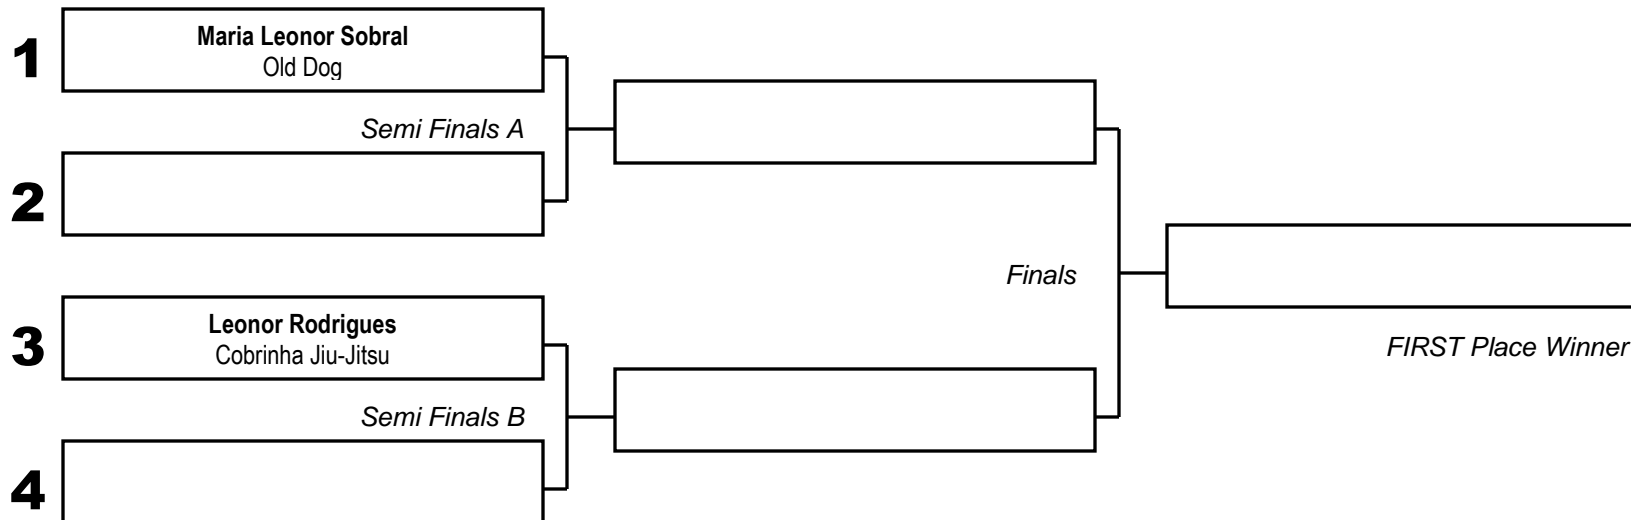 1
Maria Leonor Sobral
Old Dog
Semi Finals A
2
3
Leonor Rodrigues
Cobrinha Jiu-Jitsu
Semi Finals B
4
Finals
FIRST Place Winner